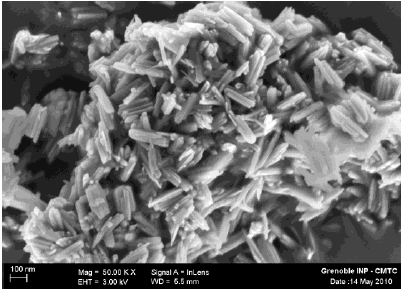 100 nm
Mag = 50.00 K X Signal A = InLens Grenoble INP - CMTC
EHT = 3.00 kV WD = 5.5 mm Date :14 May 2010